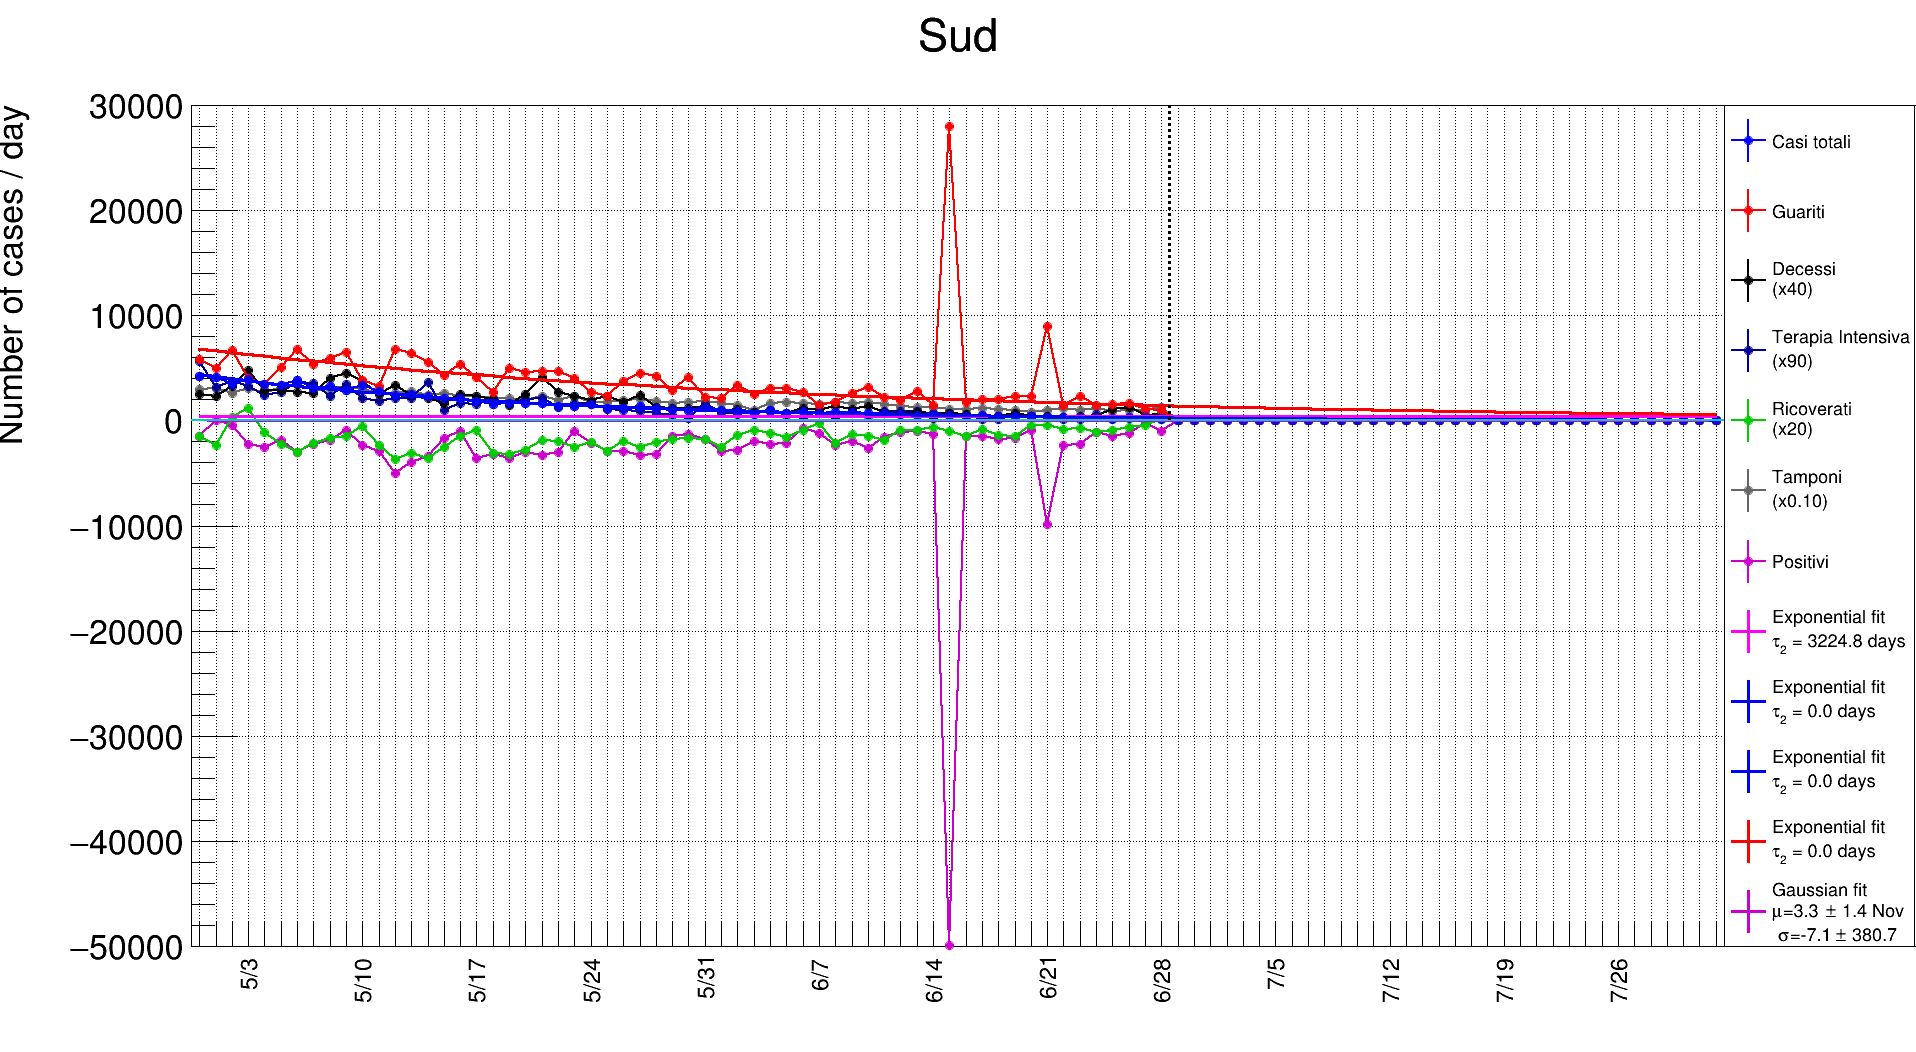 Sud
Number of cases / day
30000
20000
10000
0
−10000
−20000
−30000
−40000
−50000
5/3
5/10
5/17
5/24
5/31
6/7
6/14
6/21
6/28
7/5
7/12
7/19
7/26
Casi totali
Guariti
Decessi
(x40)
Terapia Intensiva
(x90)
Ricoverati
(x20)
Tamponi
(x0.10)
Positivi
Exponential fit
τ2 = 3224.8 days
Exponential fit
τ2 = 0.0 days
Exponential fit
τ2 = 0.0 days
Exponential fit
τ2 = 0.0 days
Gaussian fit
μ=3.3 ± 1.4 Nov
σ=-7.1 ± 380.7